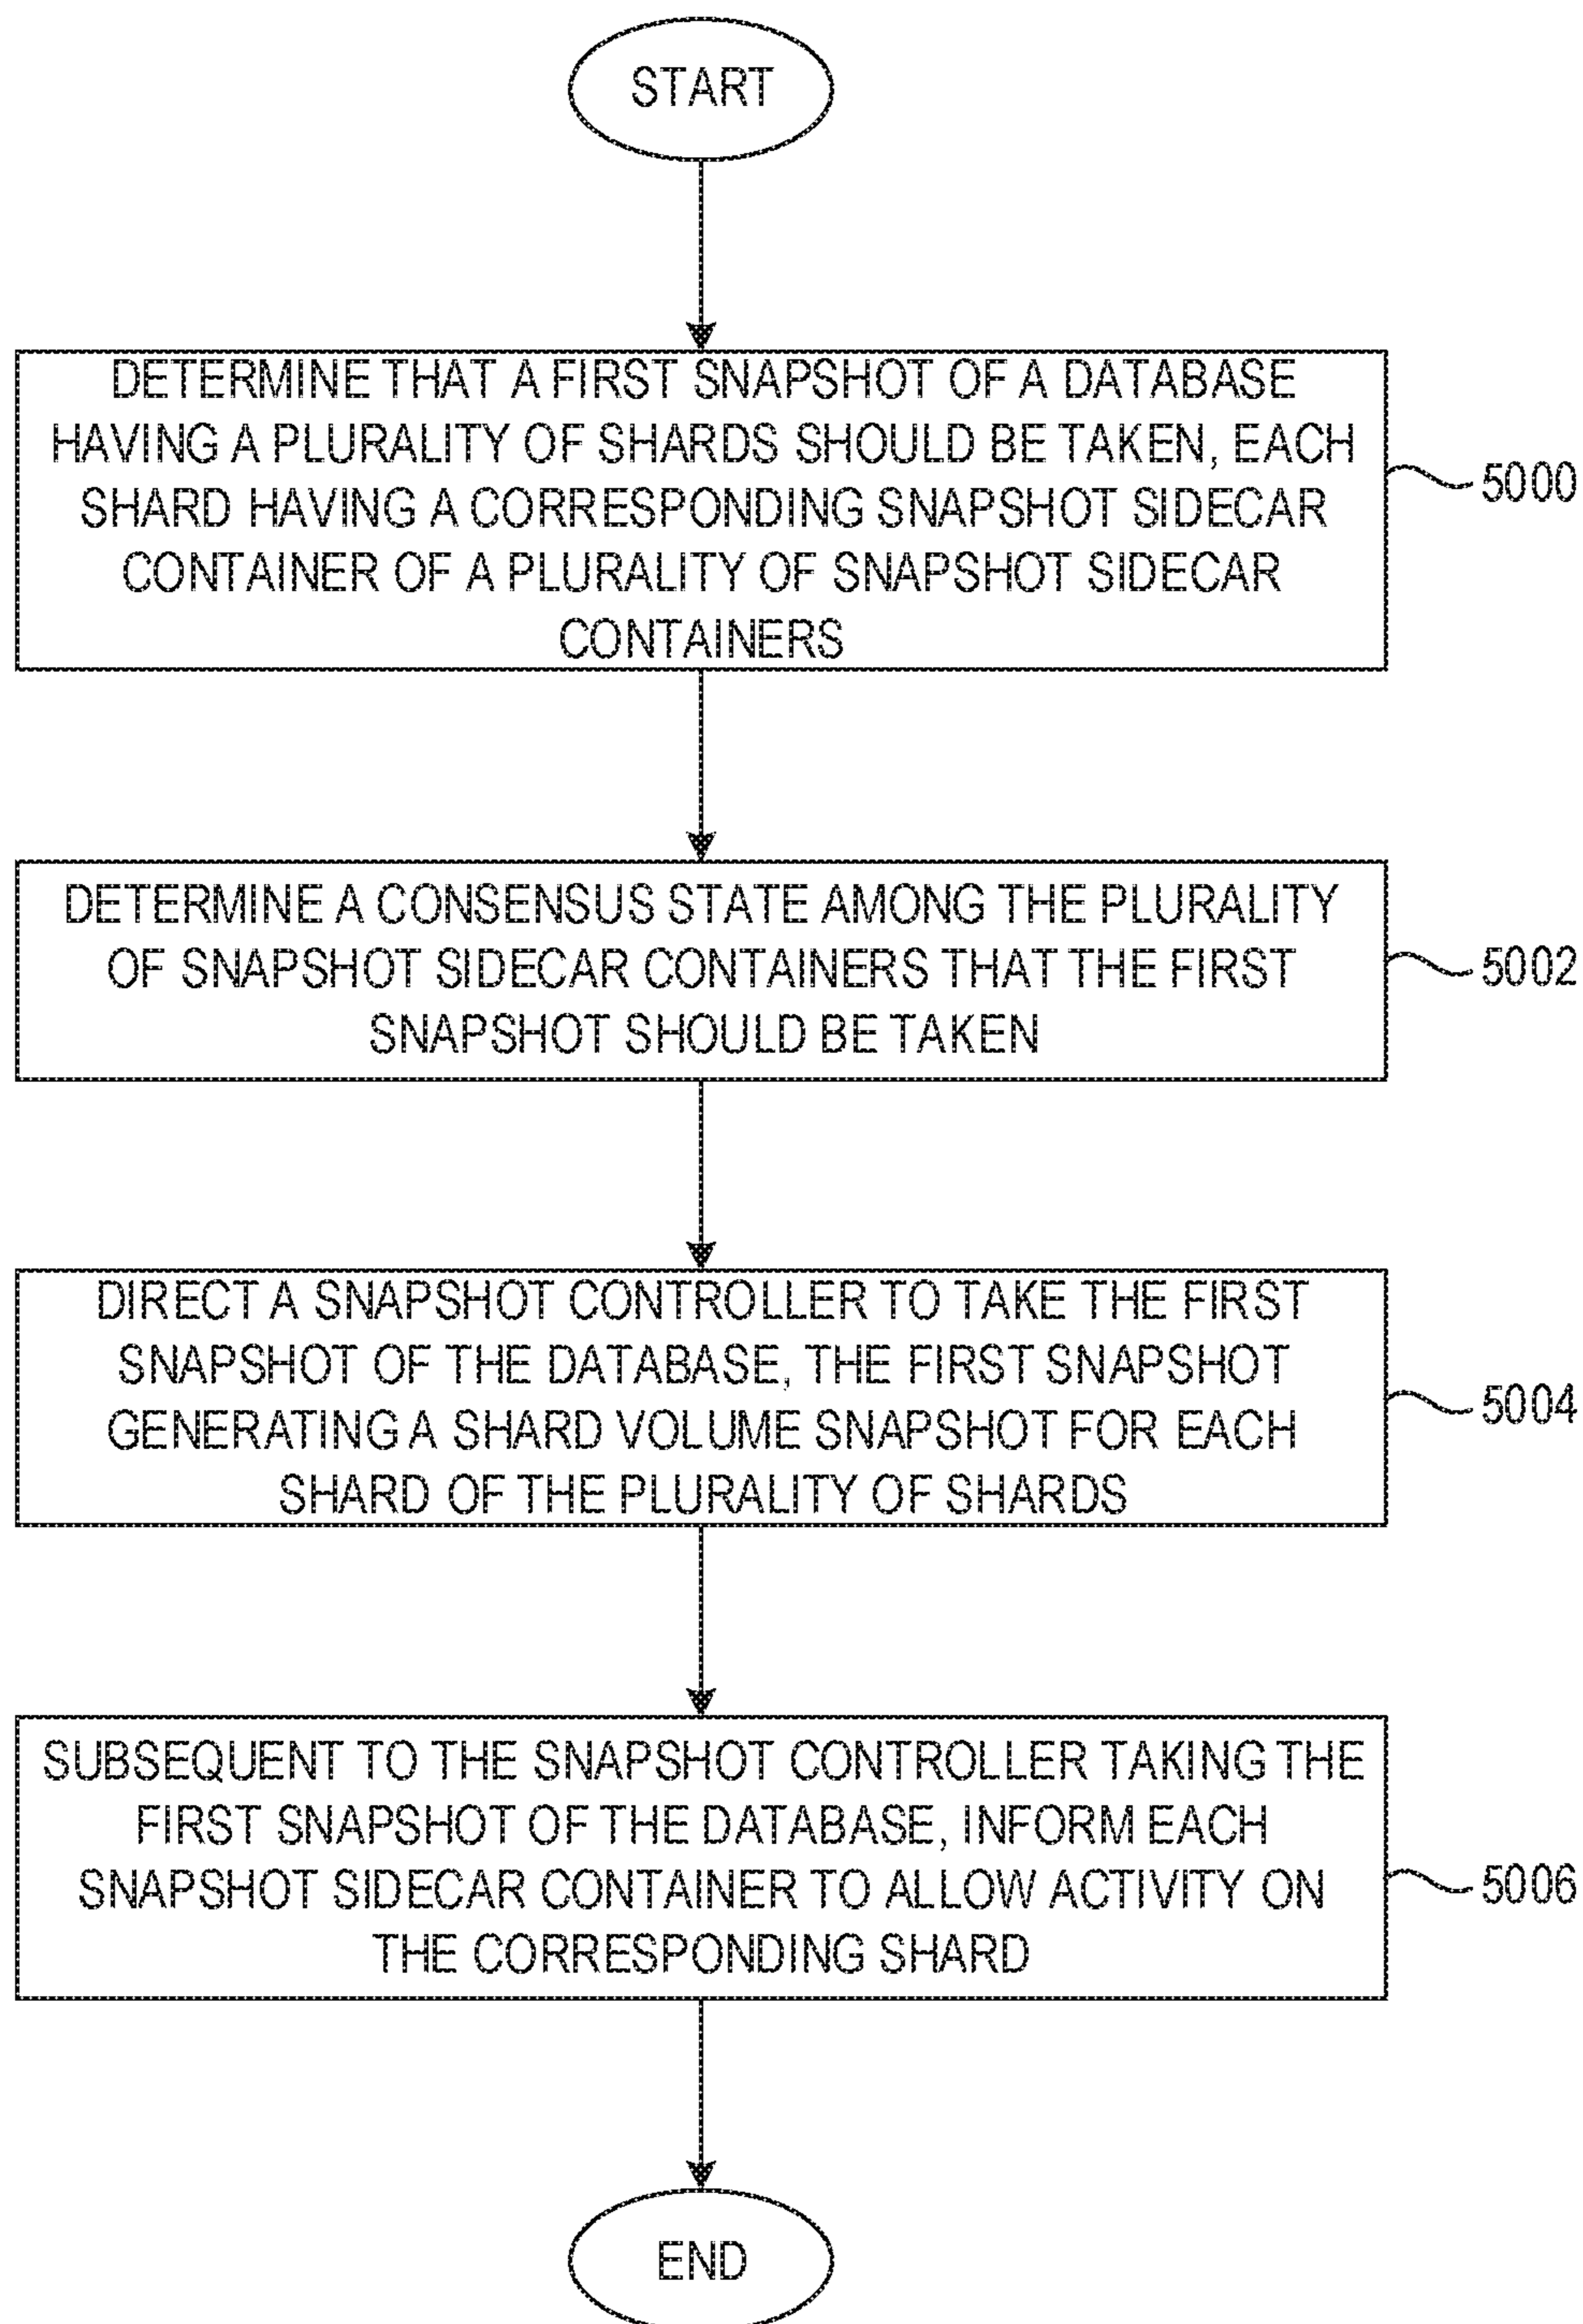 START
DETERMINE THAT A FIRST SNAPSHOT OF A DATABASE
HAVING A PLURALITY OF SHARDS SHOULD BE TAKEN, EACH
SHARD HAVING A CORRESPONDING SNAPSHOT SIDECAR
CONTAINER OF A PLURALITY OF SNAPSHOT SIDECAR
CONTAINERS
5000
DETERMINE A CONSENSUS STATE AMONG THE PLURALITY
OF SNAPSHOT SIDECAR CONTAINERS THAT THE FIRST
SNAPSHOT SHOULD BE TAKEN
5002
DIRECT A SNAPSHOT CONTROLLER TO TAKE THE FIRST
SNAPSHOT OF THE DATABASE, THE FIRST SNAPSHOT
GENERATING A SHARD VOLUME SNAPSHOT FOR EACH
SHARD OF THE PLURALITY OF SHARDS
5004
SUBSEQUENT TO THE SNAPSHOT CONTROLLER TAKING THE
FIRST SNAPSHOT OF THE DATABASE, INFORM EACH
SNAPSHOT SIDECAR CONTAINER TO ALLOW ACTIVITY ON
THE CORRESPONDING SHARD
5006
END